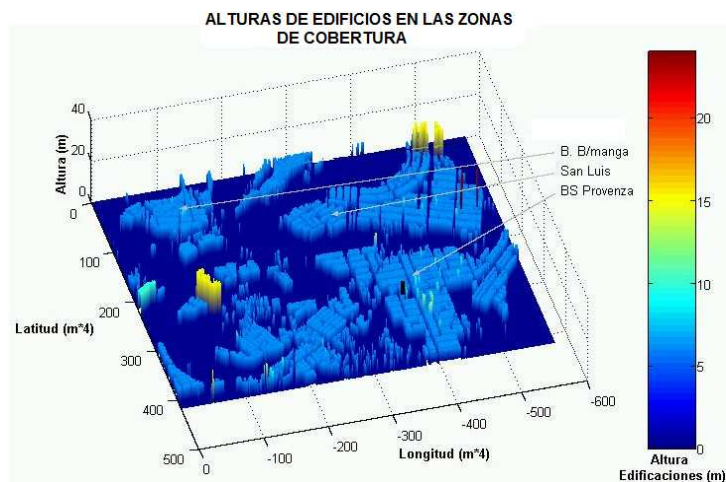 ALTURAS DE EDIFICIOS EN LAS ZONAS
DE COBERTURA
40
20
0
Altura (m)
B. B/manga
San Luis
BS Provenza
0
100
200
300
400
500
Latitud (m*4)
0
-100
-200
-300
-400
-500
-600
Longitud (m*4)
20
15
10
5
0
Altura
Edificaciones (m)